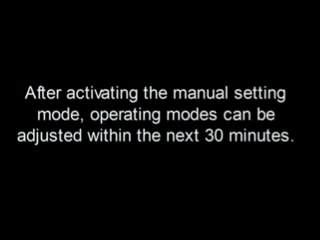 After activating the manual setting
mode, operating modes can be
adjusted within the next 30 minutes.